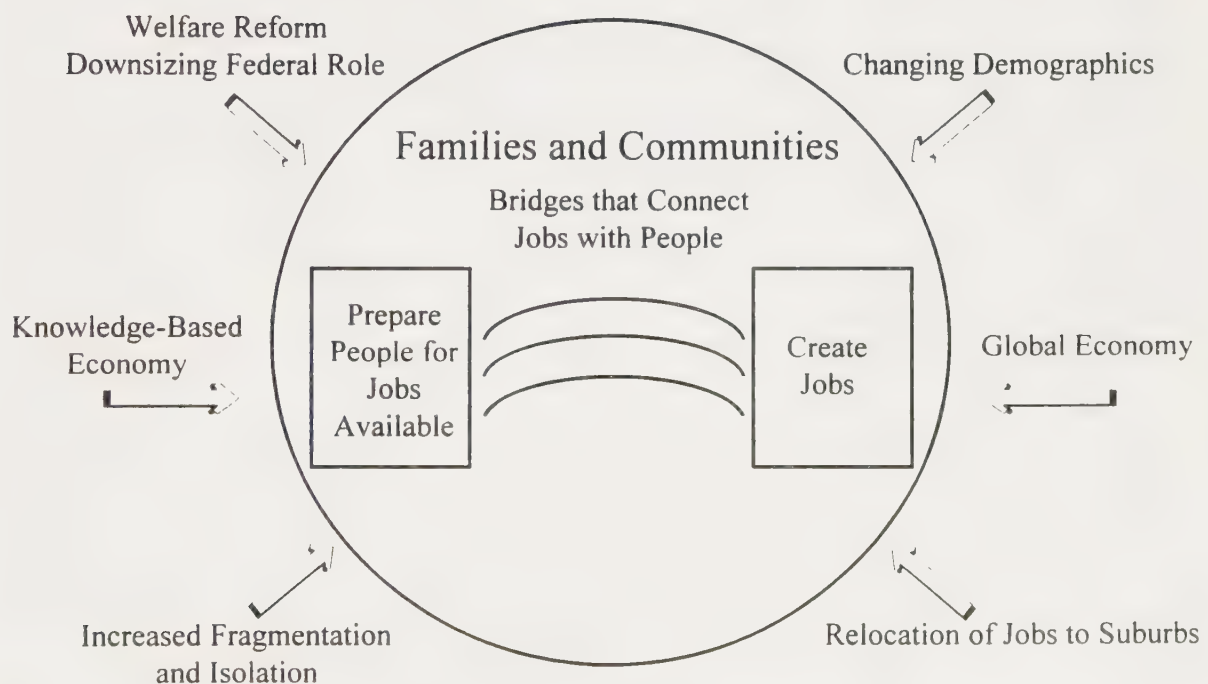 Welfare Reform
Downsizing Federal Role
Changing Demographics
Families and Communities
Bridges that Connect
Jobs with People
Knowledge-Based
Economy
Prepare
People for
Jobs
Available
Create
Jobs
Global Economy
Increased Fragmentation
and Isolation
Relocation of Jobs to Suburbs